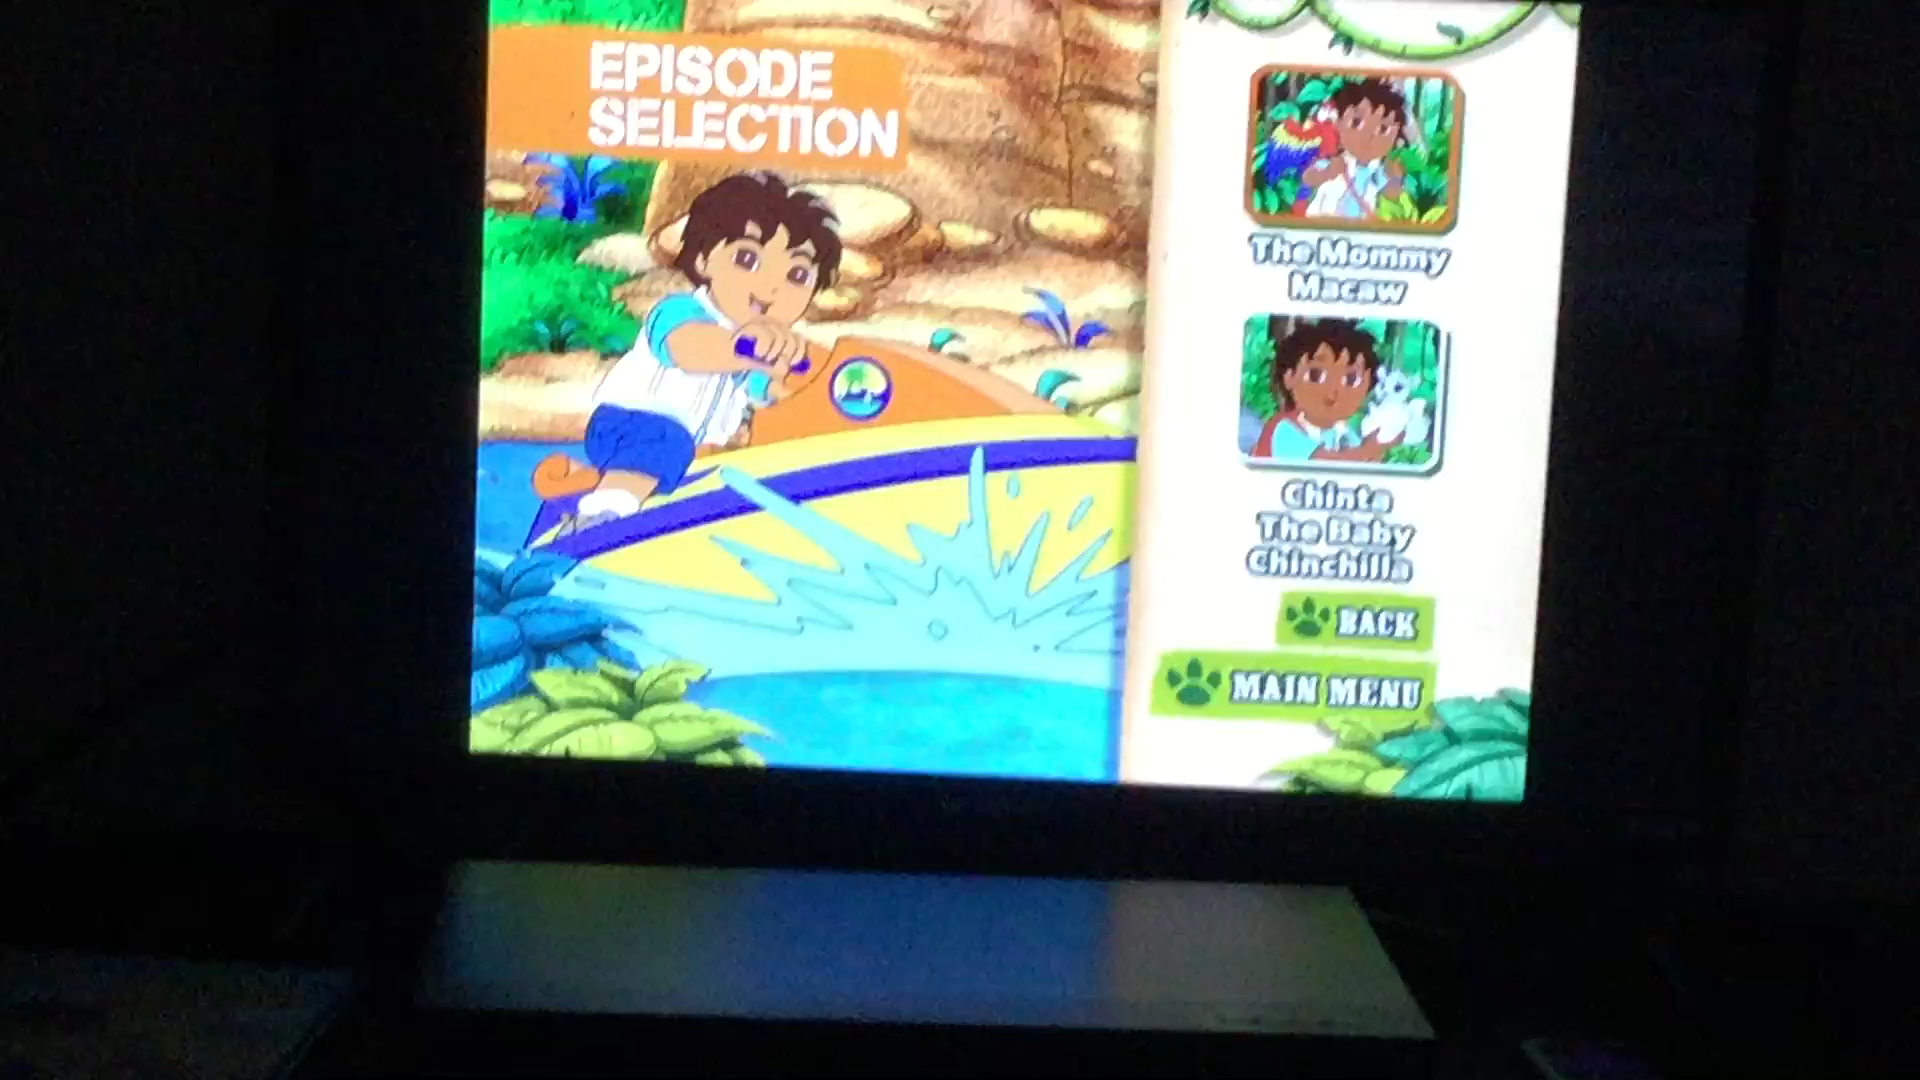 EPISODE
SELECTION
The Mommy
Macaw
Chinta
The Baby
Chinchilla
BACK
MAIN MENU